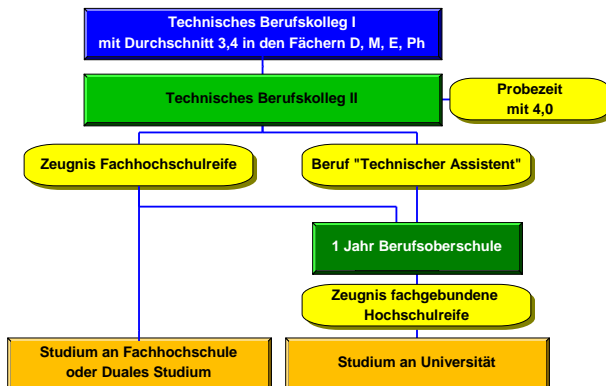 Technisches Berufskolleg I
mit Durchschnitt 3,4 in den Fächern D, M, E, Ph
Technisches Berufskolleg II
Probezeit
mit 4,0
Zeugnis Fachhochschulreife
Beruf "Technischer Assistent"
1 Jahr Berufsoberschule
Zeugnis fachgebundene
Hochschulreife
Studium an Fachhochschule
oder Duales Studium
Studium an Universität